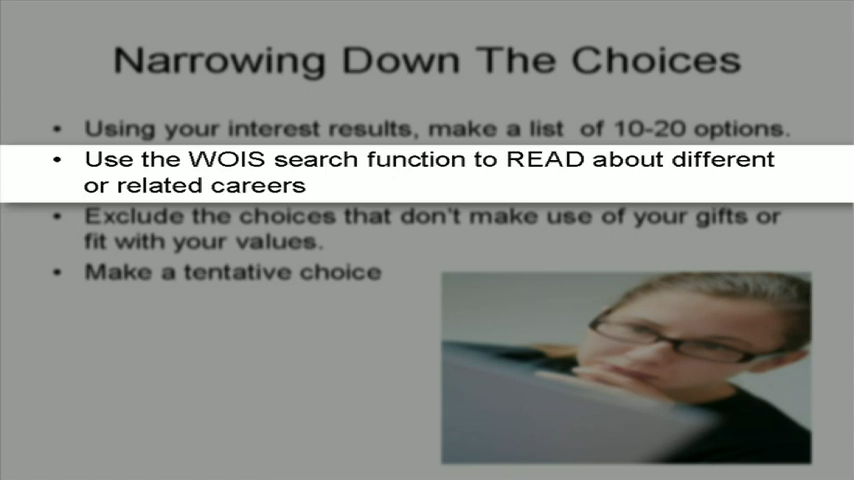 Narrowing Down The Choices
• Using your interest results, make a list of 10-20 options.
• Use the WOIS search function to READ about different
or related careers
• Exclude the choices that don't make use of your gifts or
fit with your values.
• Make a tentative choice